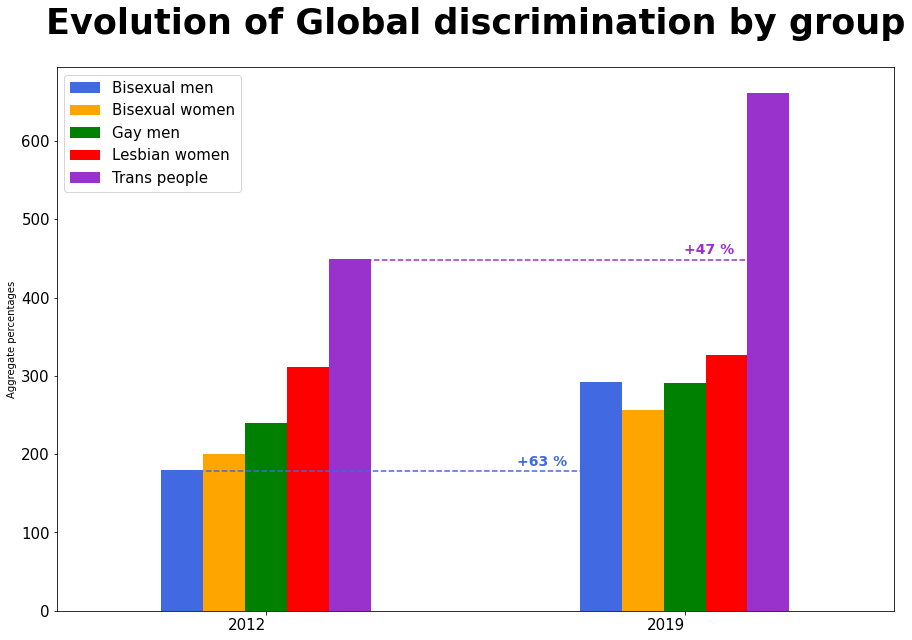 Evolution of Global discrimination by group
Bisexual men
Bisexual women
Gay men
Lesbian women
Trans people
Aggregate percentages
600
500
400
300
200
100
0
+47 %
+63 %
2012
2019